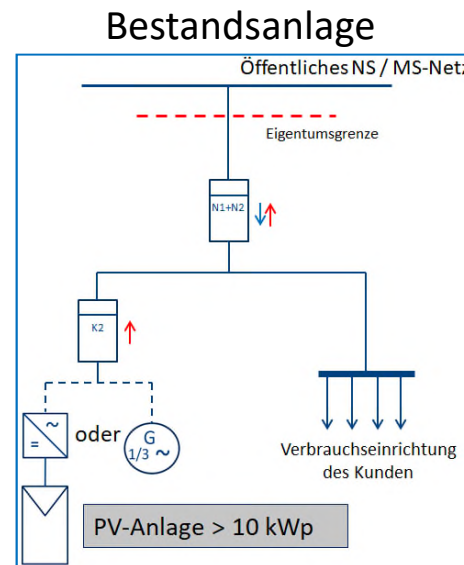 Bestandsanlage
Öffentliches NS / MS-Netz
Eigentumsgrenze
N1+N2
K2
~
=
oder
G
1/3 ~
Verbrauchseinrichtung
des Kunden
PV-Anlage > 10 kWp